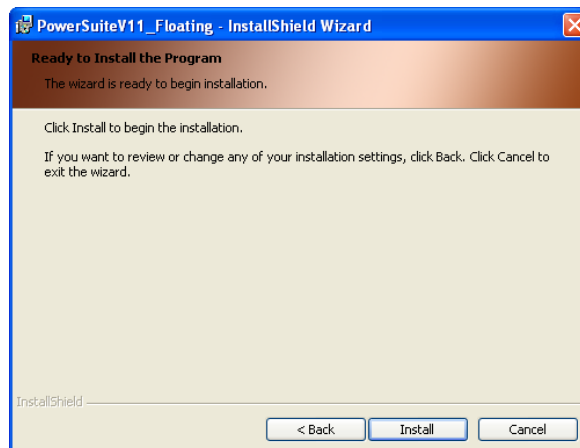 PowerSuiteV11_Floating - InstallShield Wizard
Ready to Install the Program
The wizard is ready to begin installation.
Click Install to begin the installation.
If you want to review or change any of your installation settings, click Back. Click Cancel to
exit the wizard.
InstallShield
< Back
Install
Cancel